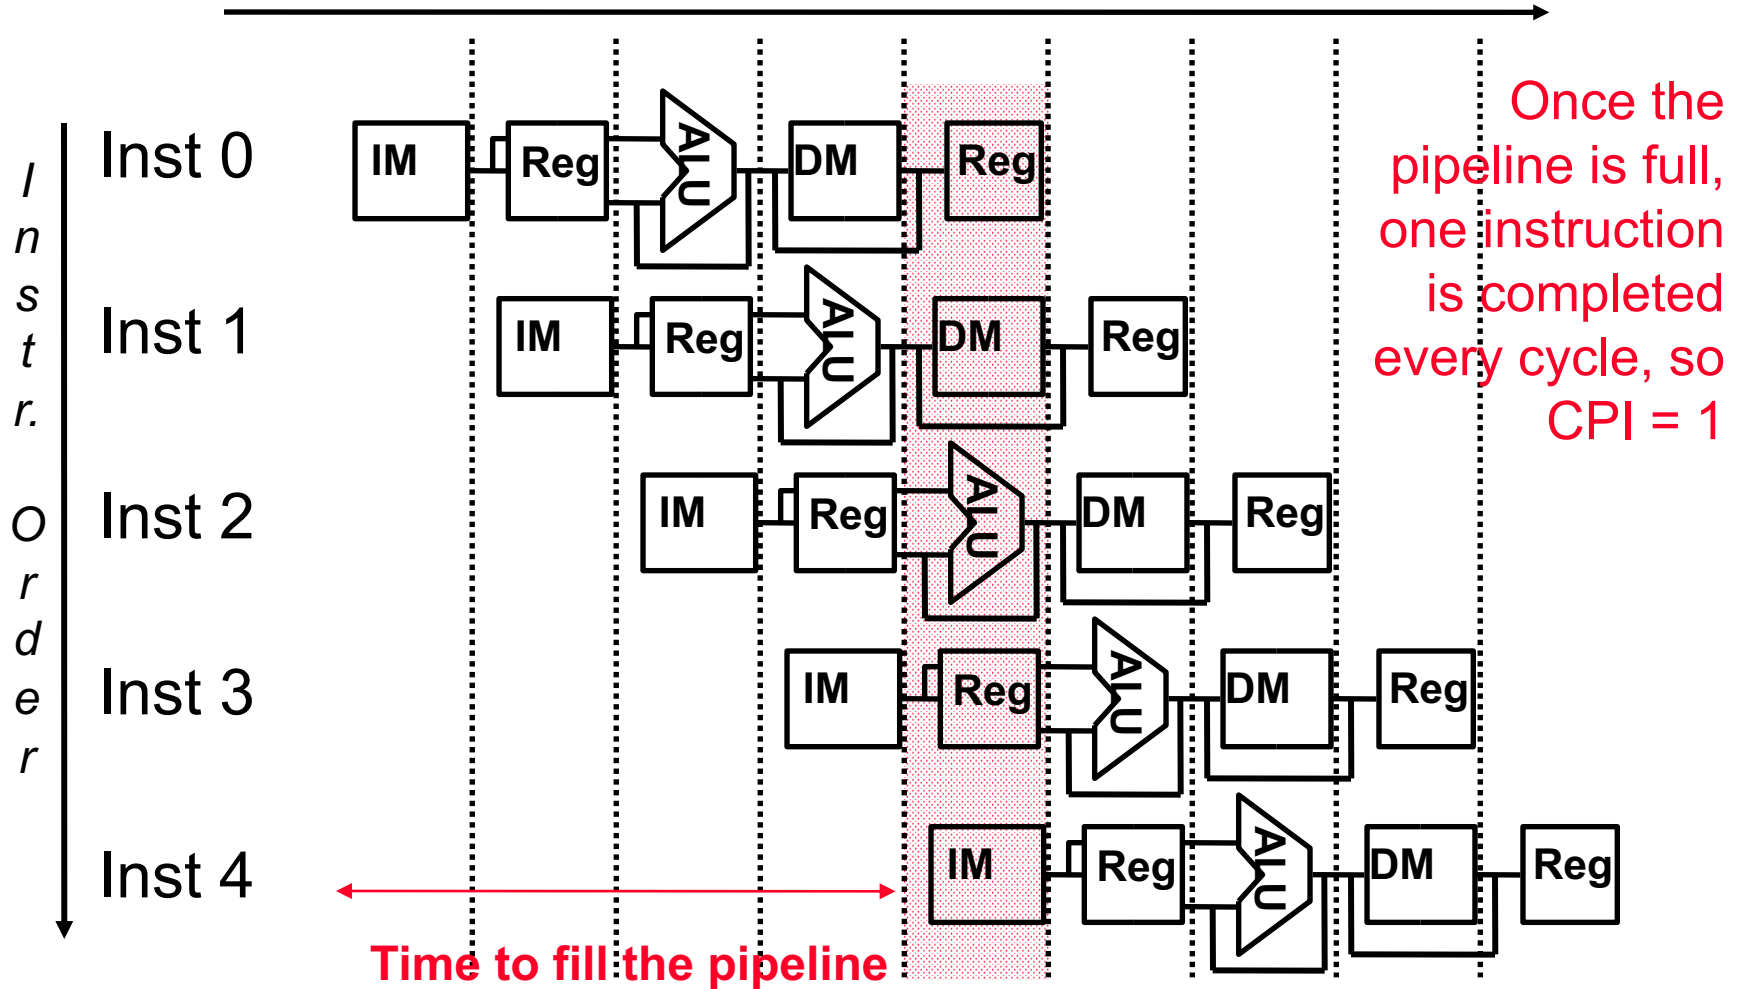 Instr. Order
Once the
pipeline is full,
one instruction
is completed
every cycle, so
CPI = 1
Inst 0 IM Reg ALU DM Reg
Inst 1 IM Reg ALU DM Reg
Inst 2 IM Reg ALU DM Reg
Inst 3 IM Reg ALU DM Reg
Inst 4 IM Reg ALU DM Reg
Time to fill the pipeline